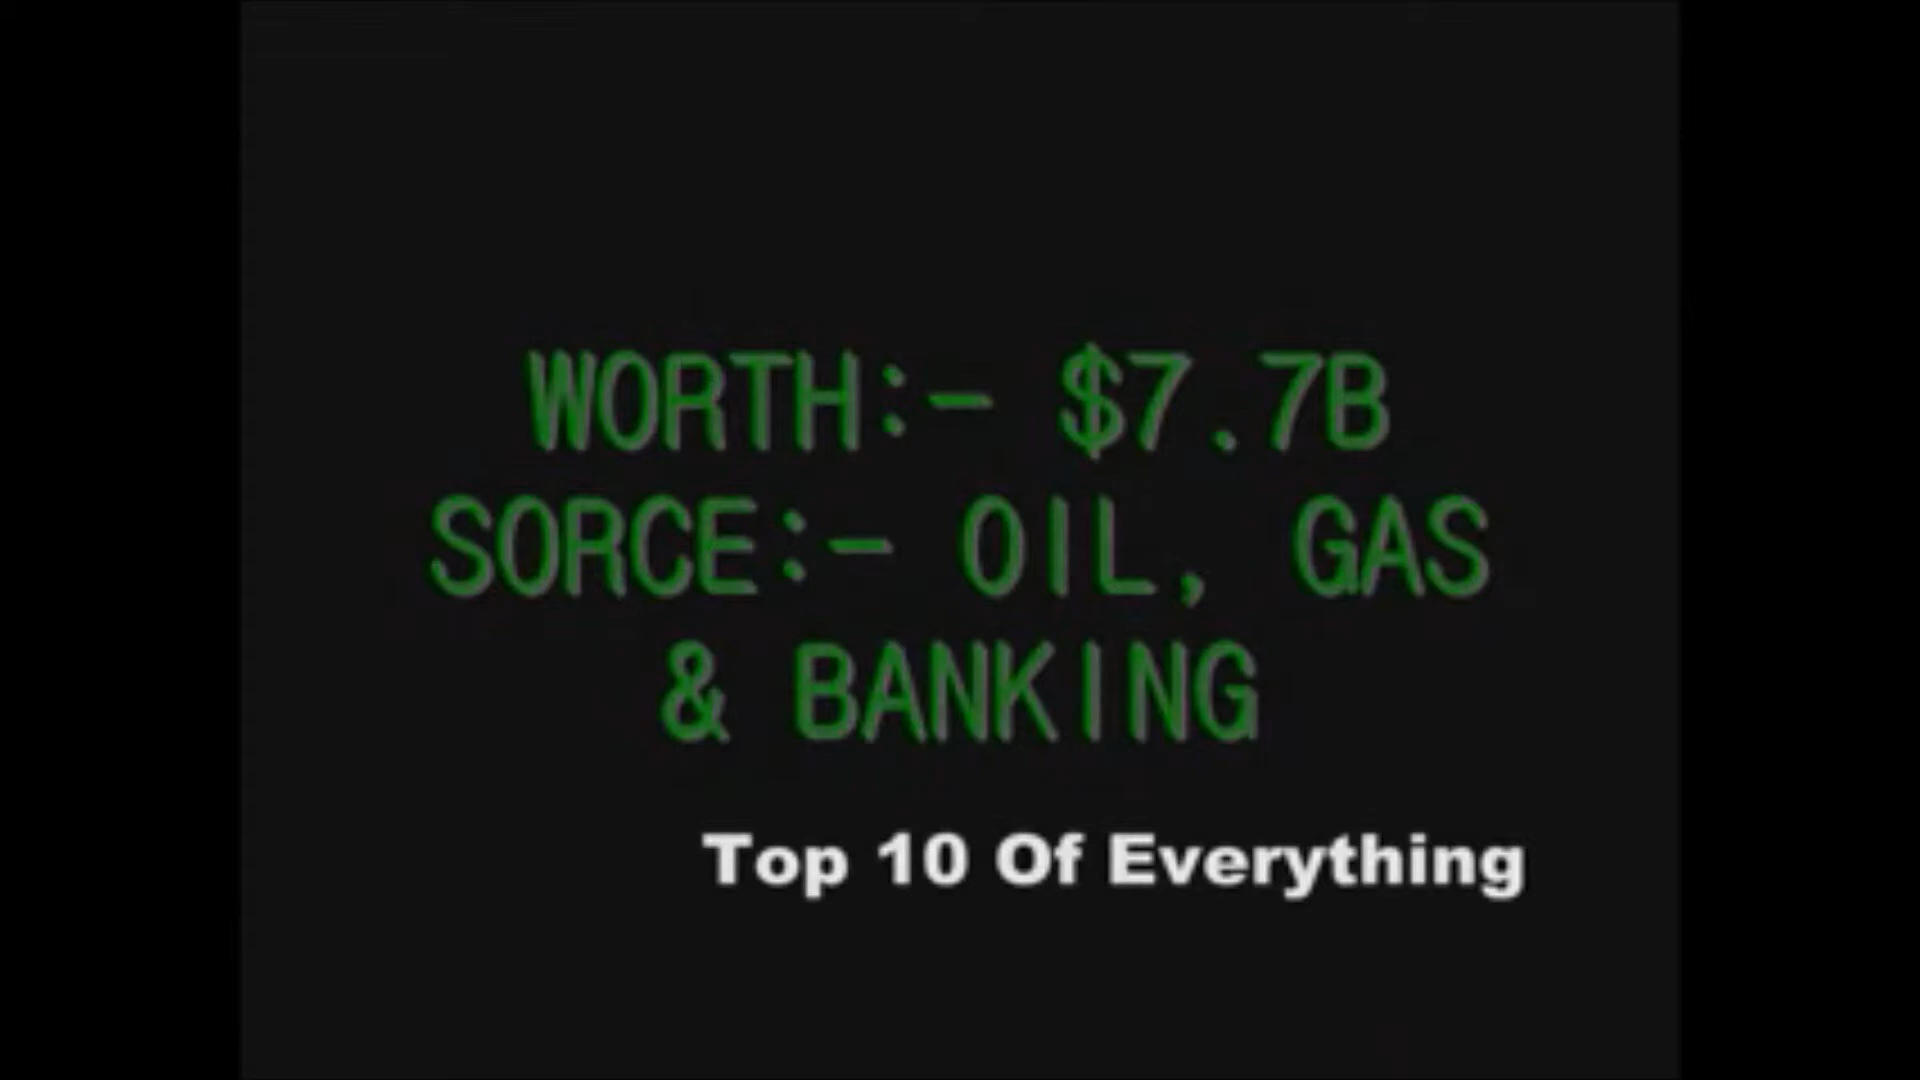 WORTH:- $7.7B
SORCE:- OIL, GAS
& BANKING
Top 10 Of Everything